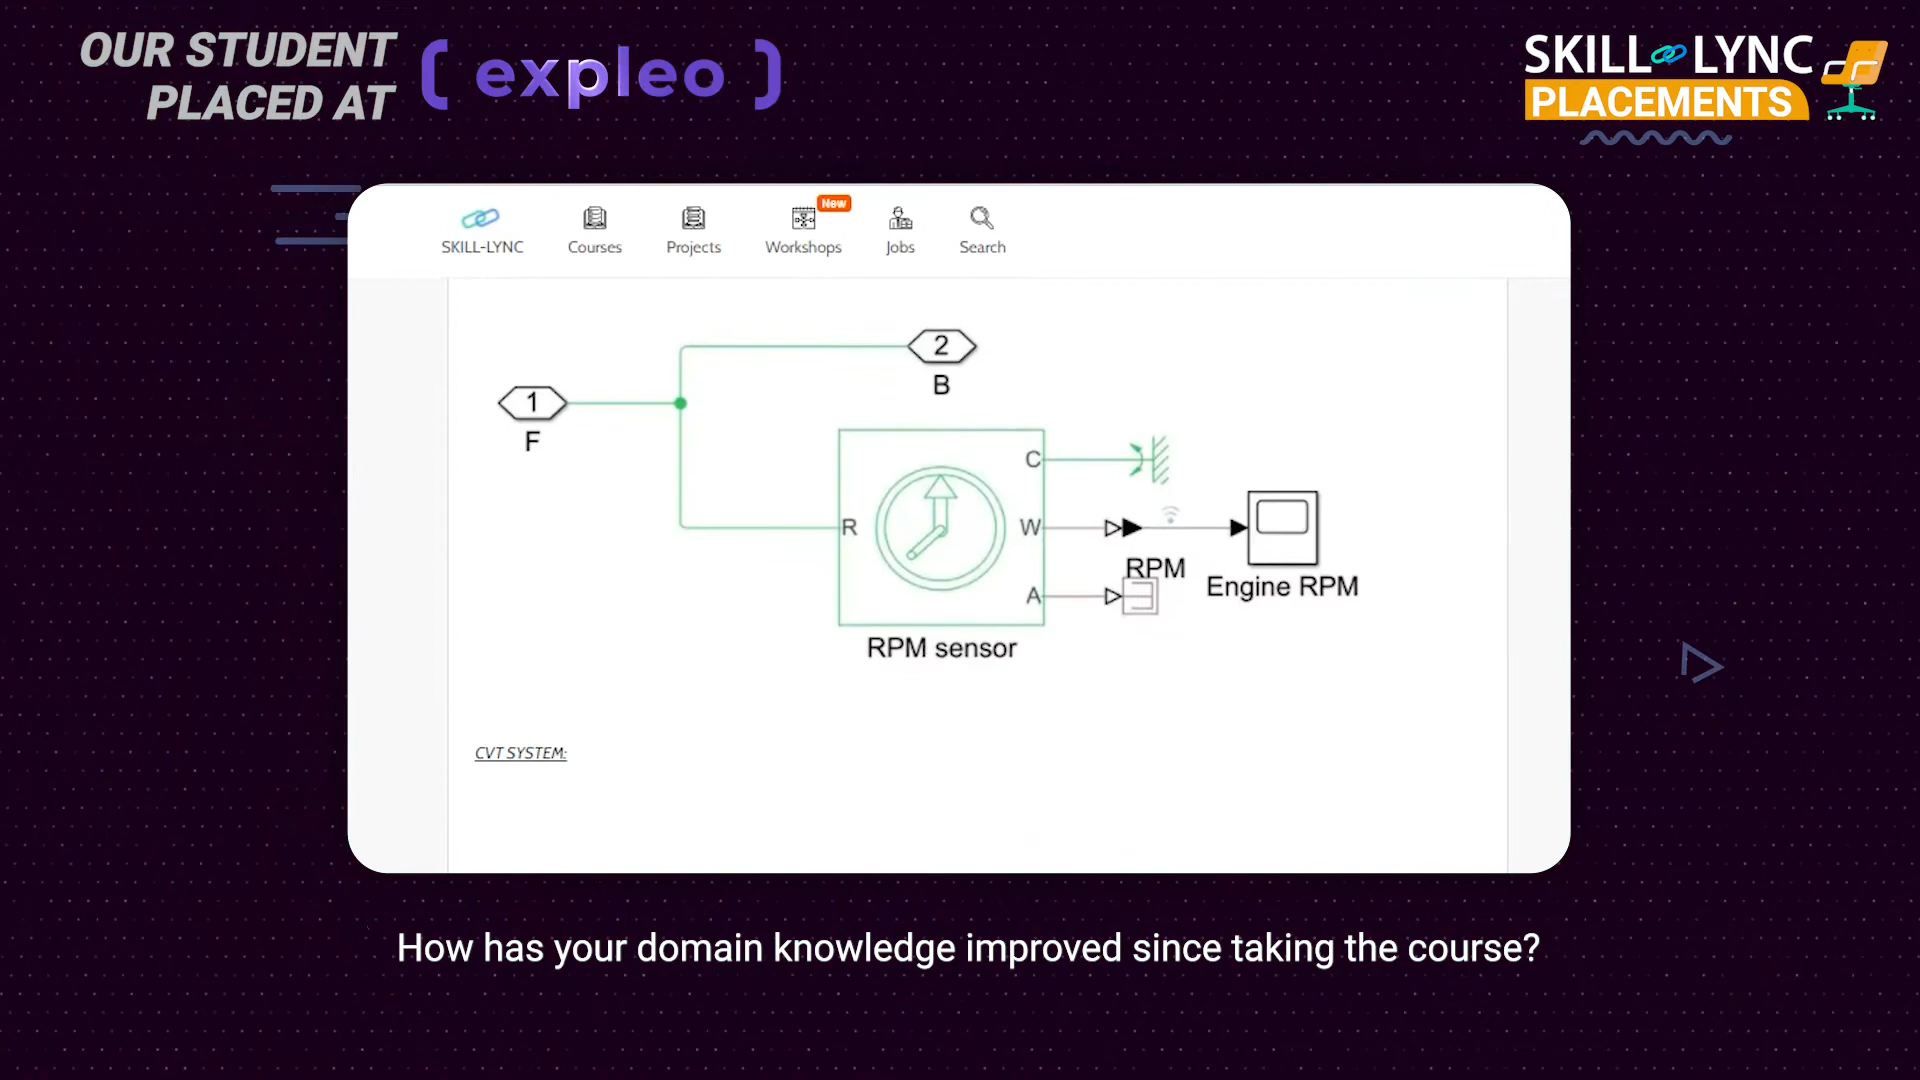 OUR STUDENT
PLACED AT
expleo
SKILL LYNC
PLACEMENTS
New
SKILL-LYNC
Courses
Projects
Workshops
Jobs
Search
2
B
1
F
C
R
W
A
RPM
Engine RPM
RPM sensor
CVT SYSTEM:
How has your domain knowledge improved since taking the course?